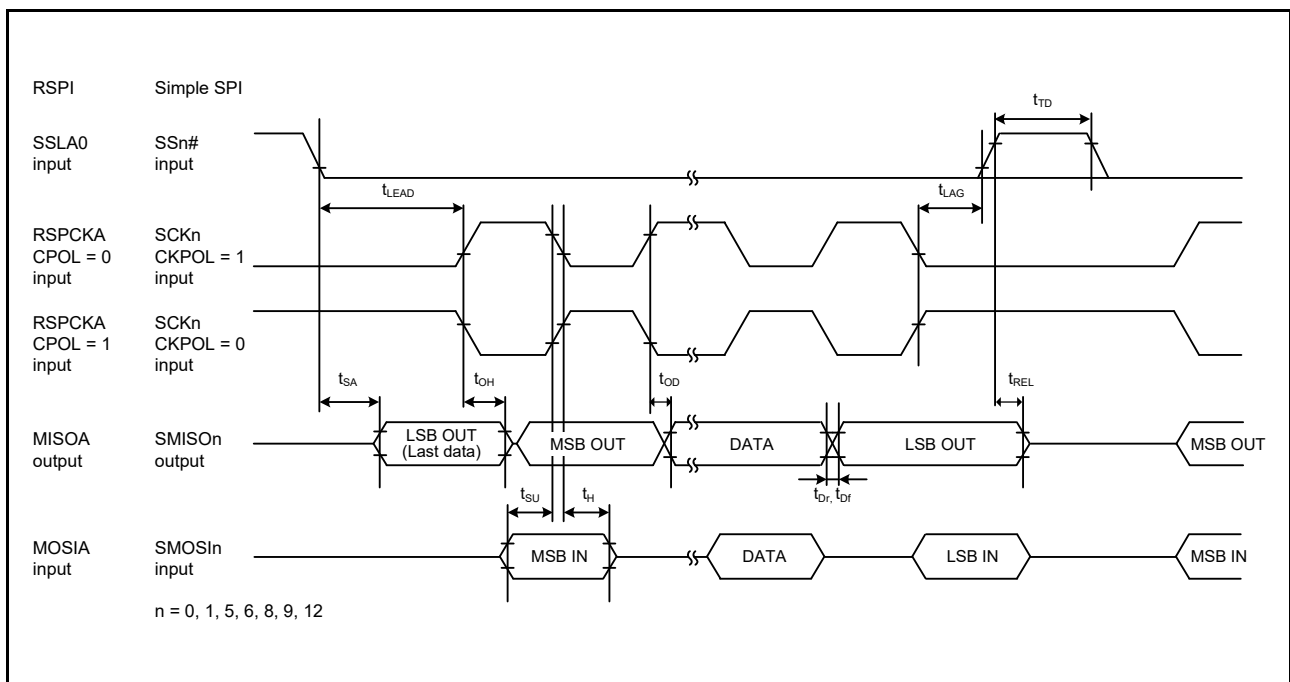 RSPI Simple SPI
tTD
SSLA0 SSn#
input input
tLEAD tLAG
RSPCKA SCKn
CPOL = 0 CKPOL = 1
input input
RSPCKA SCKn
CPOL = 1 CKPOL = 0
input input
tSA tOH tOD tREL
MISOA SMISOn
output output
LSB OUT
(Last data)
MSB OUT DATA LSB OUT MSB OUT
tSU tH tDr, tDf
MOSIA SMOSIn
input input
MSB IN DATA LSB IN MSB IN
n = 0, 1, 5, 6, 8, 9, 12